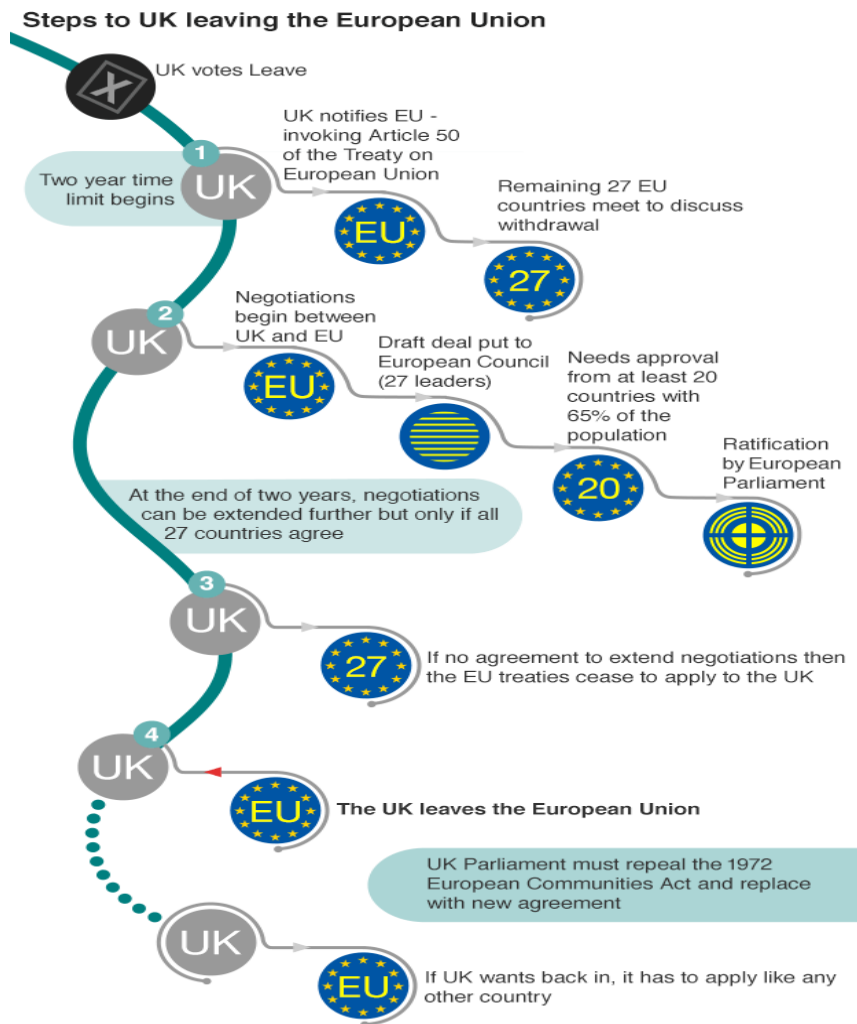 Steps to UK leaving the European Union
UK votes Leave
1
UK
Two year time
limit begins
UK notifies EU -
invoking Article 50
of the Treaty on
European Union
EU
Remaining 27 EU
countries meet to discuss
withdrawal
27
2
UK
Negotiations
begin between
UK and EU
EU
Draft deal put to
European Council
(27 leaders)
Needs approval
from at least 20
countries with
65% of the
population
20
Ratification
by European
Parliament
At the end of two years, negotiations
can be extended further but only if all
27 countries agree
3
UK
27
If no agreement to extend negotiations then
the EU treaties cease to apply to the UK
4
UK
EU
The UK leaves the European Union
UK Parliament must repeal the 1972
European Communities Act and replace
with new agreement
UK
EU
If UK wants back in, it has to apply like any
other country